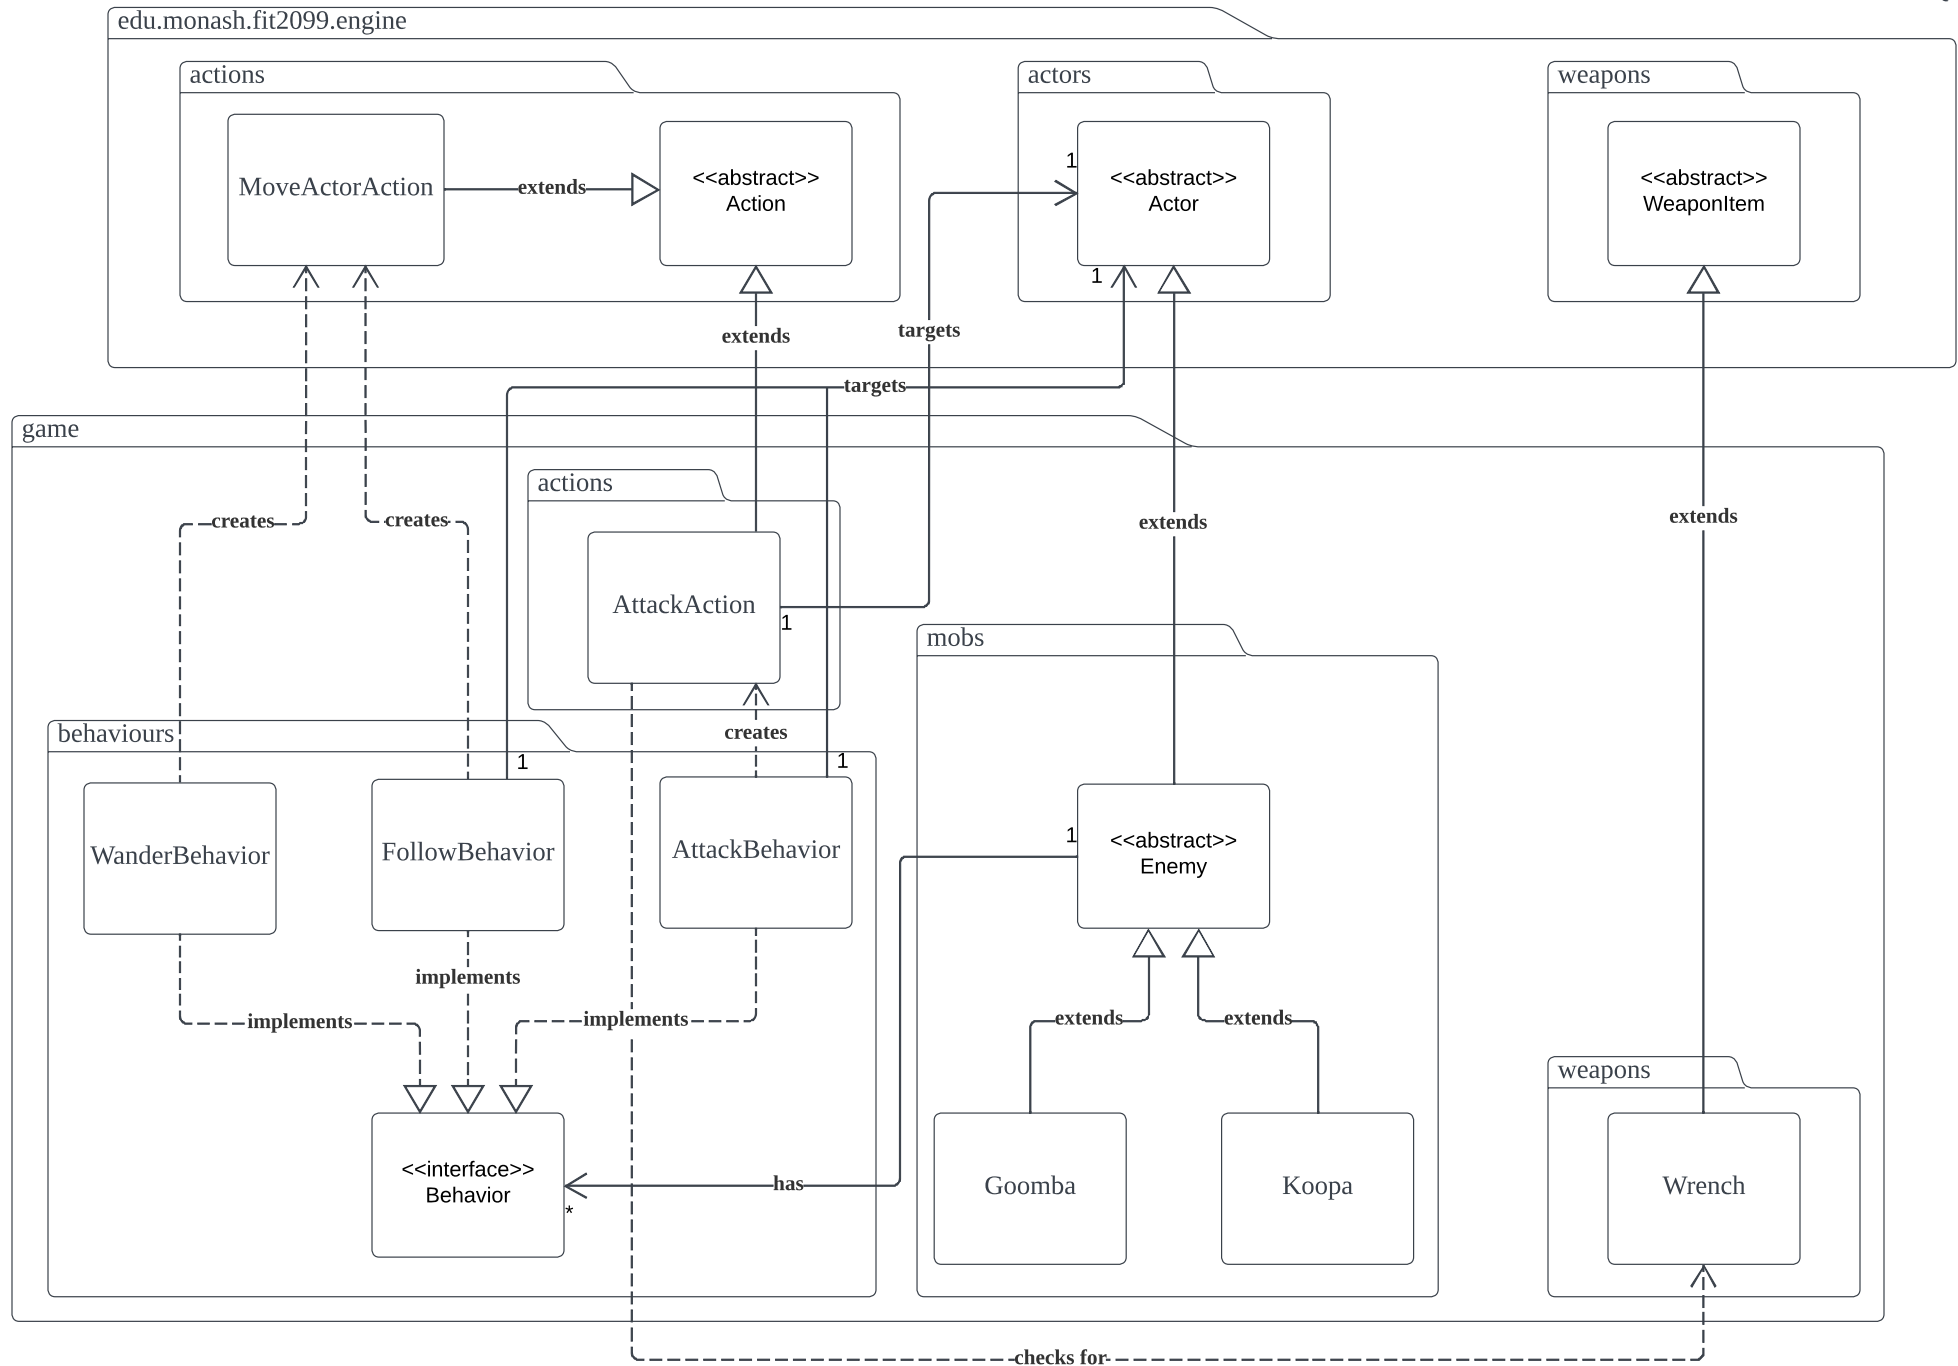 edu.monash.fit2099.engine
actions
actors
weapons
MoveActorAction
extends
<<abstract>>
Action
1
<<abstract>>
Actor
<<abstract>>
WeaponItem
1
extends
targets
targets
game
actions
creates
creates
extends
extends
AttackAction
1
mobs
behaviours
creates
1
1
WanderBehavior
FollowBehavior
AttackBehavior
1
<<abstract>>
Enemy
implements
implements
implements
extends
extends
weapons
<<interface>>
Behavior
has
*
Goomba
Koopa
Wrench
checks for